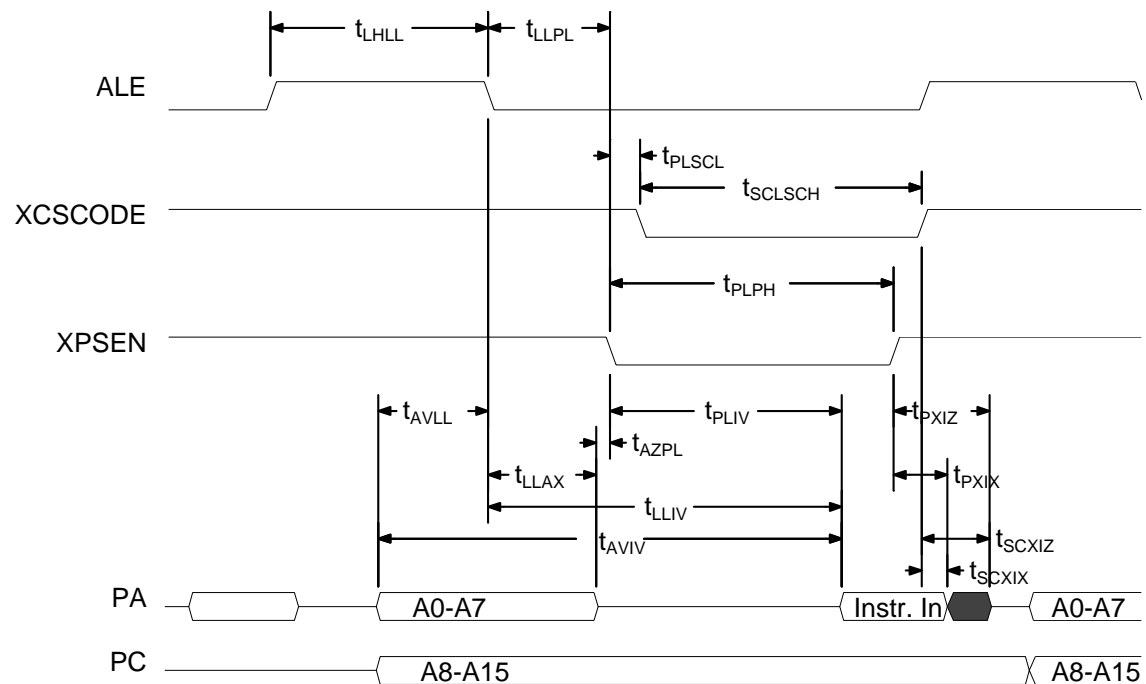 tLHLL tLLPL
ALE
tPLSCL
tSCLSCH
XCSCODE
tPLPH
XPSEN
tAVLL tPLIV tPXIZ
tAZPL
tLLAX tPXIX
tLLIV
tAVIV tSCXIZ
tSCXIX
PA A0-A7 Instr. In A0-A7
PC A8-A15 A8-A15